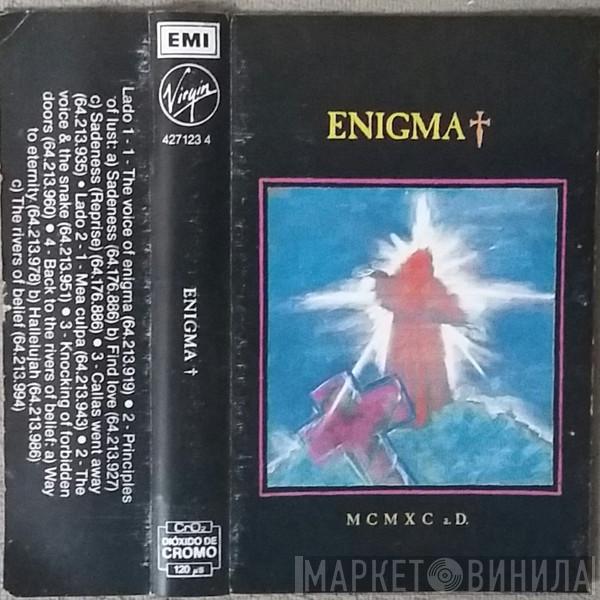 Lado 1 - 1 - The voice of enigma (64.213.919) ● 2 - Principles
of lust: a) Sadeness (64.176.886) b) Find love (64.213.927)
c) Sadeness (Reprise) (64.176.886) ● 3 - Callas went away
(64.213.935) ● Lado 2 - 1 - Mea culpa (64.213.943) ● 2 - The
voice & the snake (64.213.951) ● 3 - Knocking of forbidden
doors (64.213.960) ● 4 - Back to the rivers of belief: a) Way
to eternity (64.213.978) b) Hallelujah (64.213.986)
c) The rivers of belief (64.213.994)
EMI
Virgin
427123 4
ENIGMA †
CrO2
DIÓXIDO DE
CROMO
120 µs
ENIGMA†
MCMXC a.D.
МАРКЕТ ВИНИЛА